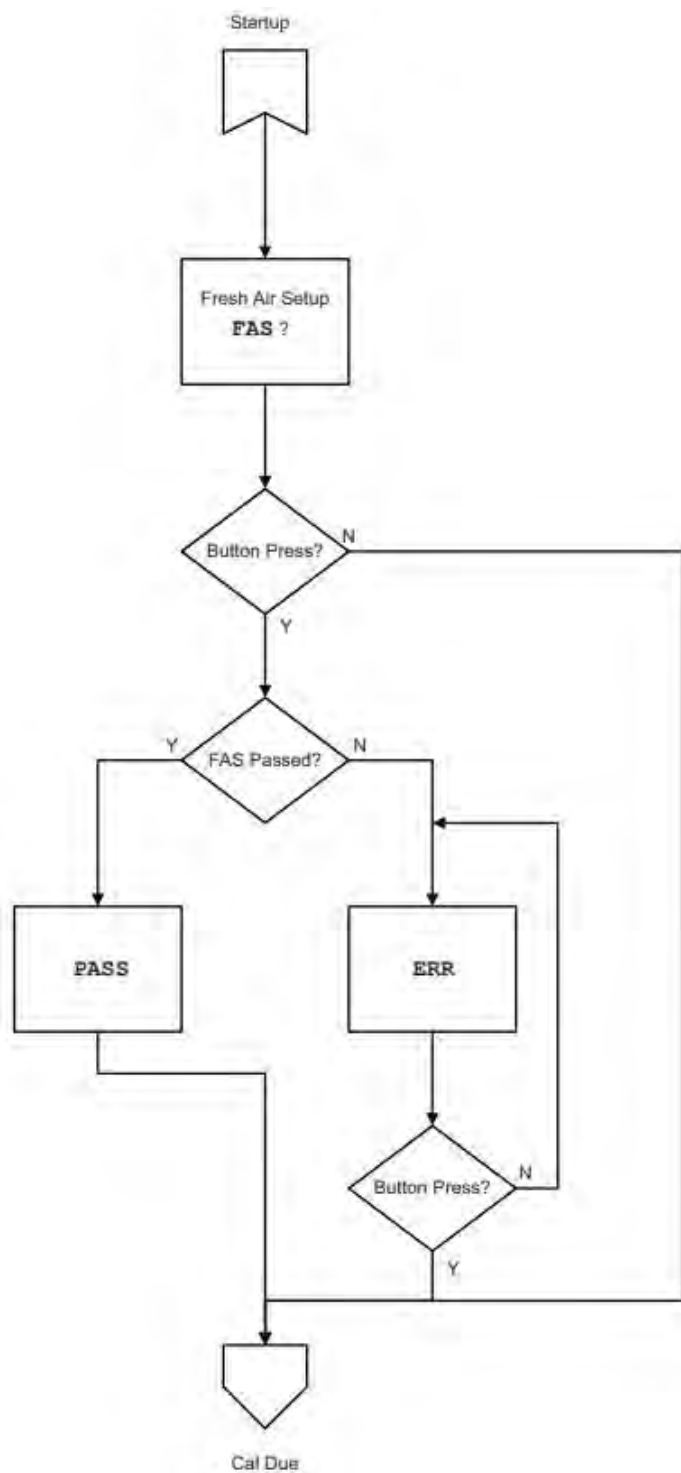 Startup
Fresh Air Setup
FAS ?
Button Press?
N
Y
FAS Passed?
Y
N
PASS
ERR
Button Press?
N
Y
Cal Due